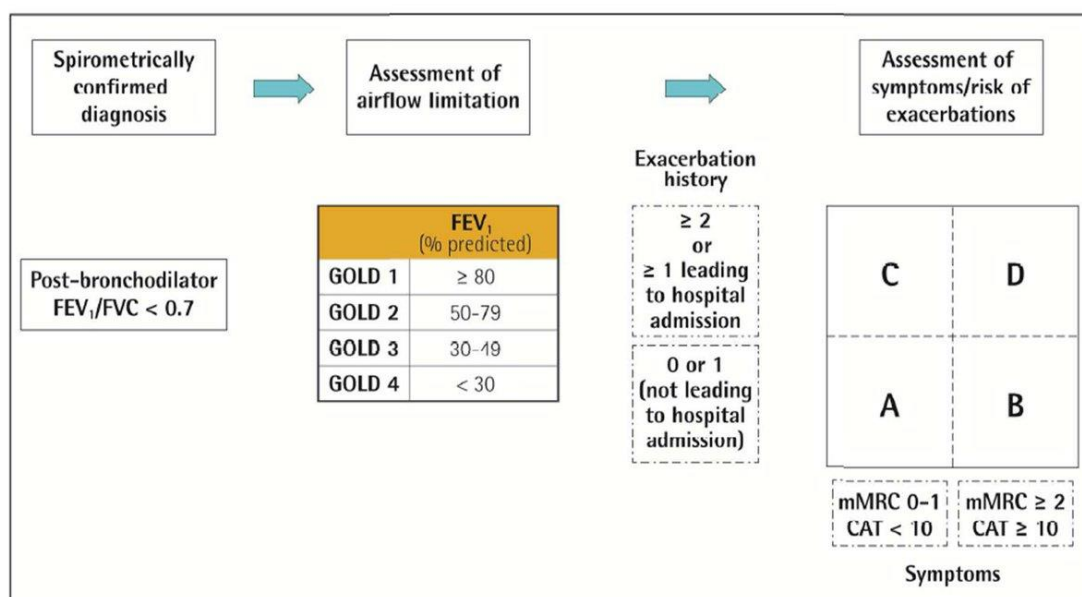 Spirometrically
confirmed
diagnosis
Assessment of
airflow limitation
Assessment of
symptoms/risk of
exacerbations
Post-bronchodilator
FEV₁/FVC < 0.7
FEV₁
(% predicted)
GOLD 1 ≥ 80
GOLD 2 50-79
GOLD 3 30-49
GOLD 4 < 30
Exacerbation
history
≥ 2
or
≥ 1 leading
to hospital
admission
0 or 1
(not leading
to hospital
admission)
C D
A B
mMRC 0-1
CAT < 10
mMRC ≥ 2
CAT ≥ 10
Symptoms